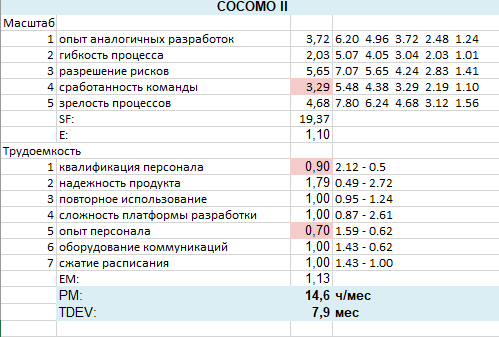 COCOMO II
Масштаб
1 опыт аналогичных разработок 3,72 6.20 4.96 3.72 2.48 1.24
2 гибкость процесса 2,03 5.07 4.05 3.04 2.03 1.01
3 разрешение рисков 5,65 7.07 5.65 4.24 2.83 1.41
4 сработанность команды 3,29 5.48 4.38 3.29 2.19 1.10
5 зрелость процессов 4,68 7.80 6.24 4.68 3.12 1.56
SF: 19,37
E: 1,10
Трудоемкость
1 квалификация персонала 0,90 2.12 - 0.5
2 надежность продукта 1,79 0.49 - 2.72
3 повторное использование 1,00 0.95 - 1.24
4 сложность платформы разработки 1,00 0.87 - 2.61
5 опыт персонала 0,70 1.59 - 0.62
6 оборудование коммуникаций 1,00 1.43 - 0.62
7 сжатие расписания 1,00 1.43 - 1.00
EM: 1,13
PM: 14,6 ч/мес
TDEV: 7,9 мес